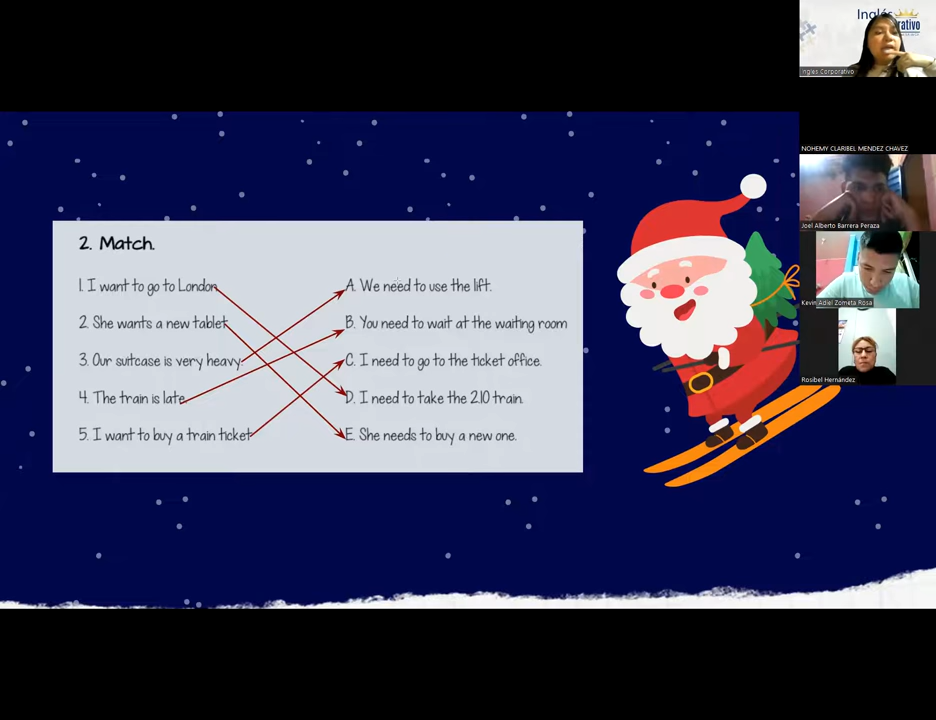 Inglés
rativo
Ingles Corporativo
NOHEMY CLARIBEL MENDEZ CHAVEZ
Joel Alberto Barrera Peraza
Kevin Adiel Zometa Rosa
Rosibel Hernández
2. Match.
1. I want to go to London
2. She wants a new tablet
3. Our suitcase is very heavy.
4. The train is late
5. I want to buy a train ticket
A. We need to use the lift.
B. You need to wait at the waiting room
C. I need to go to the ticket office.
D. I need to take the 2.10 train.
E. She needs to buy a new one.